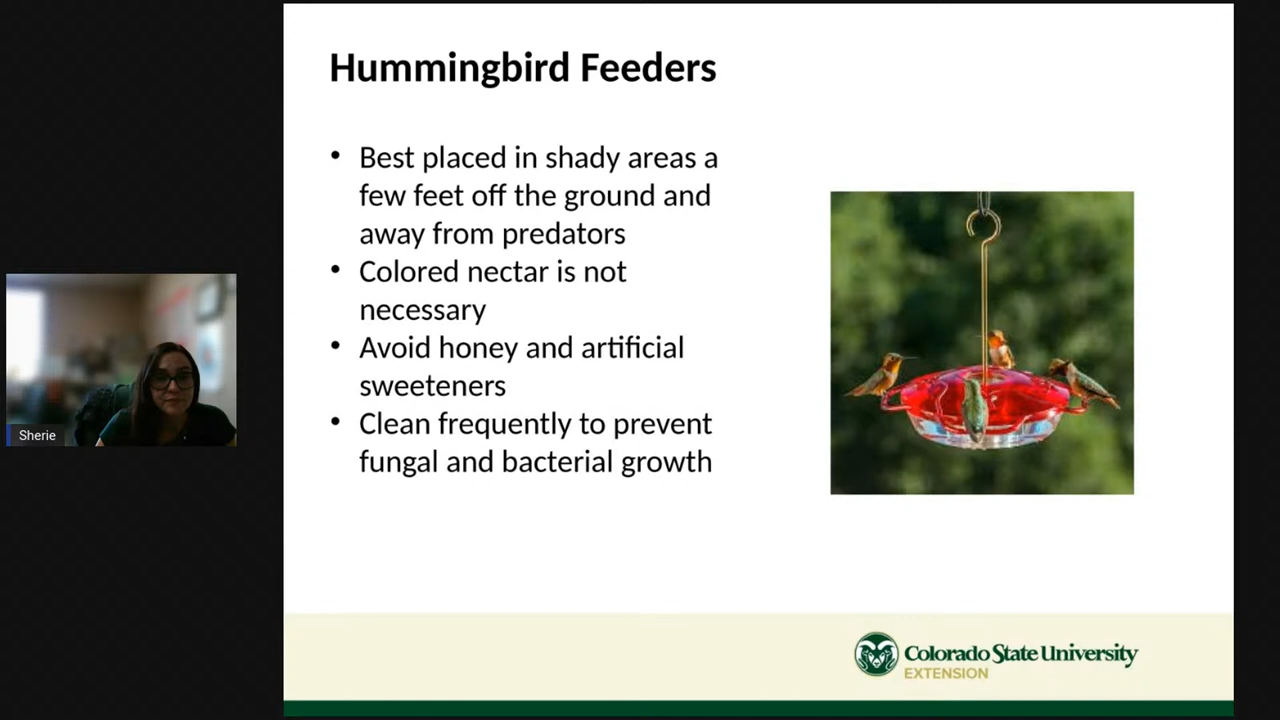 Hummingbird Feeders
• Best placed in shady areas a
few feet off the ground and
away from predators
• Colored nectar is not
necessary
• Avoid honey and artificial
sweeteners
• Clean frequently to prevent
fungal and bacterial growth
Sherie
Colorado State University
EXTENSION